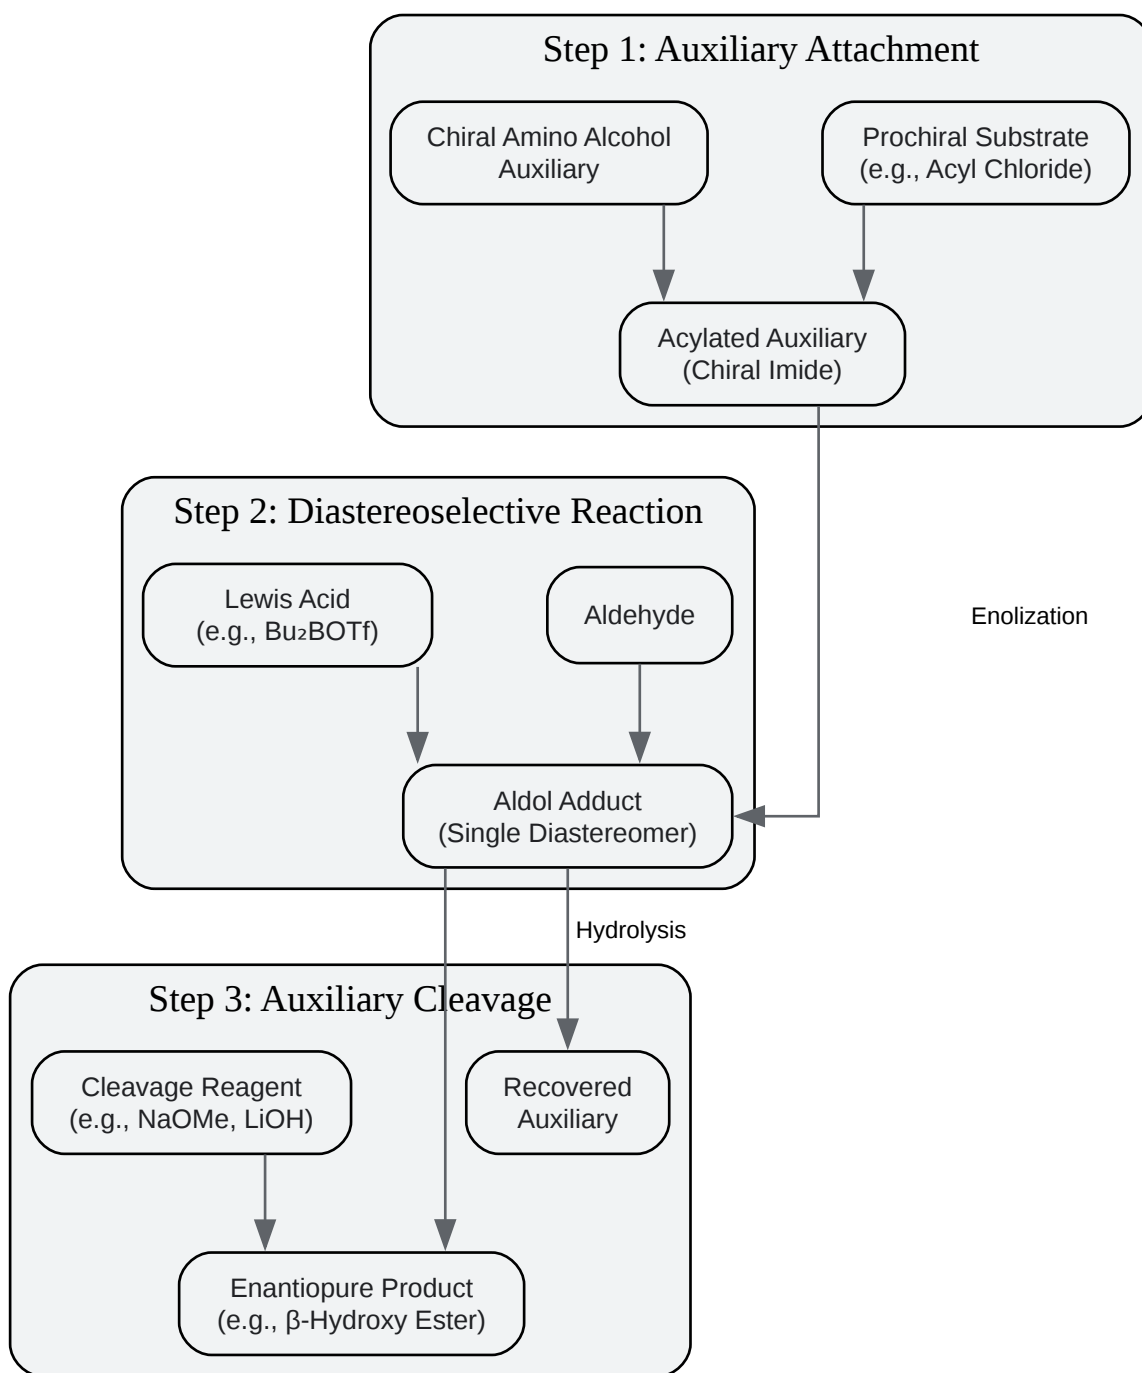 Step 1: Auxiliary Attachment
Chiral Amino Alcohol
Auxiliary
Prochiral Substrate
(e.g., Acyl Chloride)
Acylated Auxiliary
(Chiral Imide)
Step 2: Diastereoselective Reaction
Lewis Acid
(e.g., Bu₂BOTf)
Aldehyde
Enolization
Aldol Adduct
(Single Diastereomer)
Hydrolysis
Step 3: Auxiliary Cleavage
Cleavage Reagent
(e.g., NaOMe, LiOH)
Recovered
Auxiliary
Enantiopure Product
(e.g., β-Hydroxy Ester)